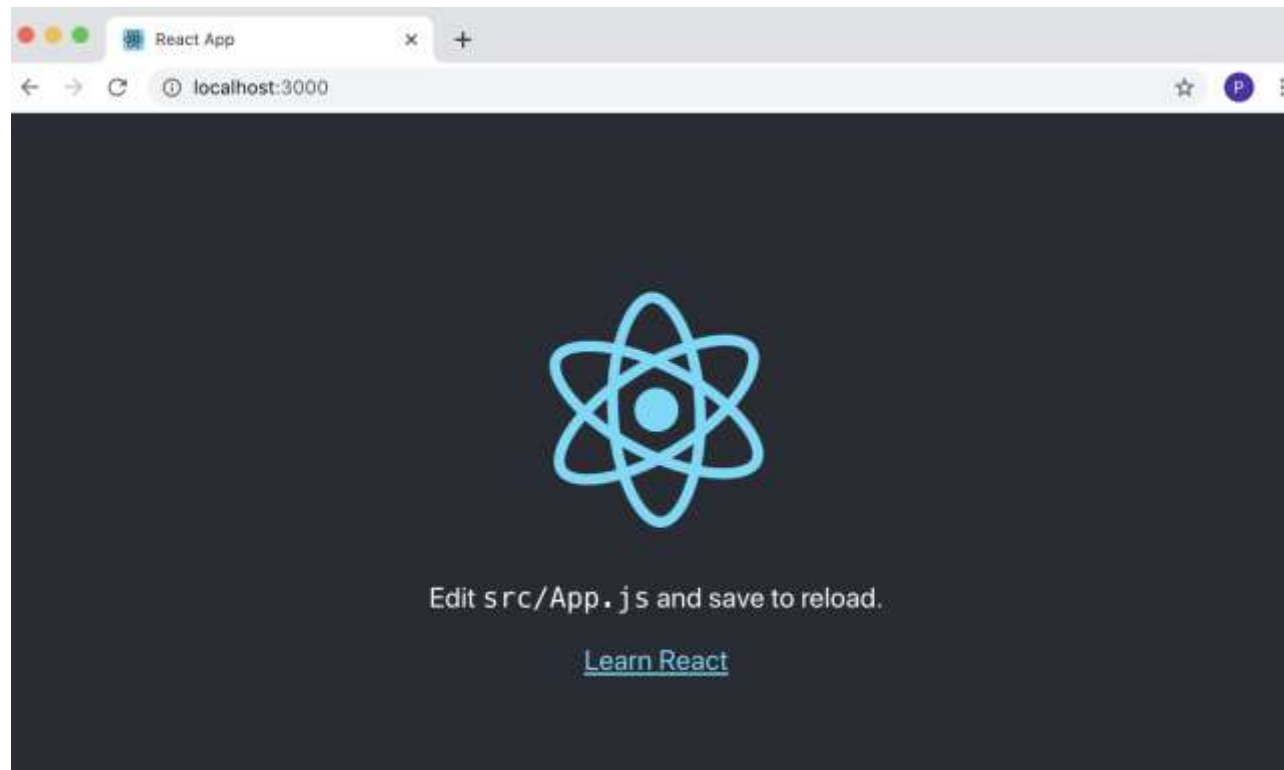 React App
localhost:3000
P
Edit src/App.js and save to reload.
Learn React